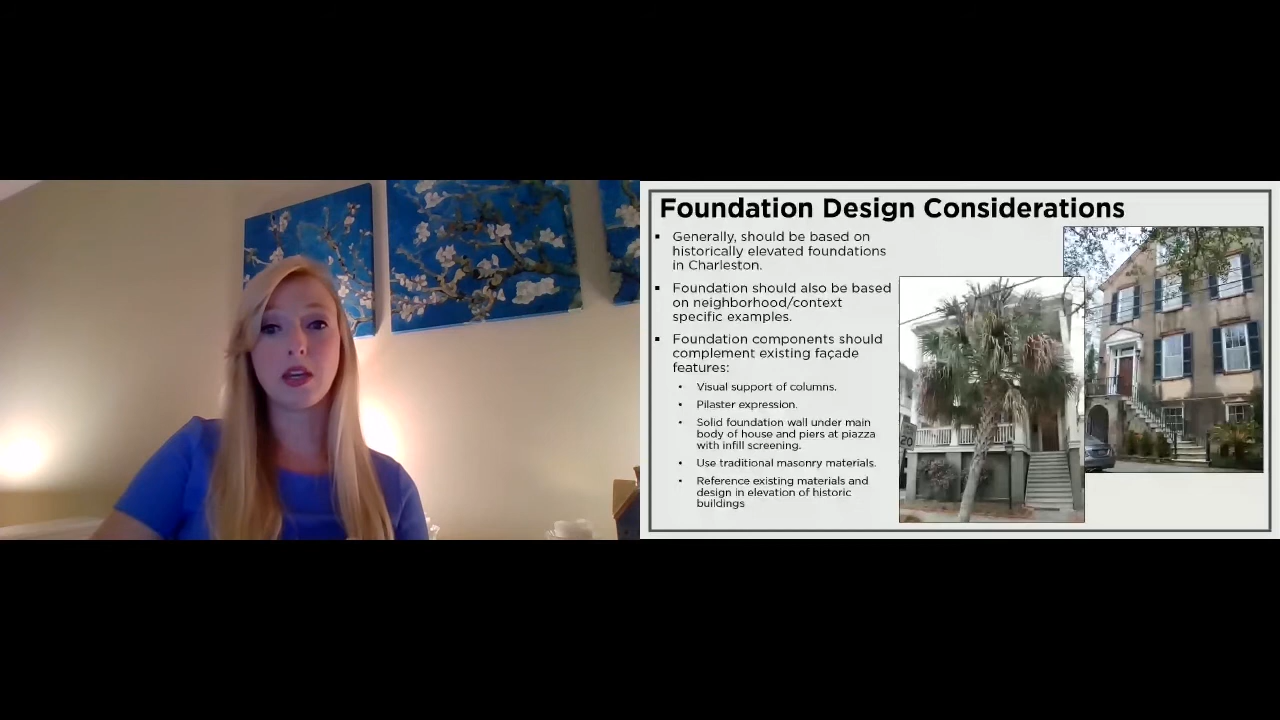 Foundation Design Considerations
▪ Generally, should be based on
historically elevated foundations
in Charleston.
▪ Foundation should also be based
on neighborhood/context
specific examples.
▪ Foundation components should
complement existing façade
features:
• Visual support of columns.
• Pilaster expression.
• Solid foundation wall under main
body of house and piers at piazza
with infill screening.
• Use traditional masonry materials.
• Reference existing materials and
design in elevation of historic
buildings
20